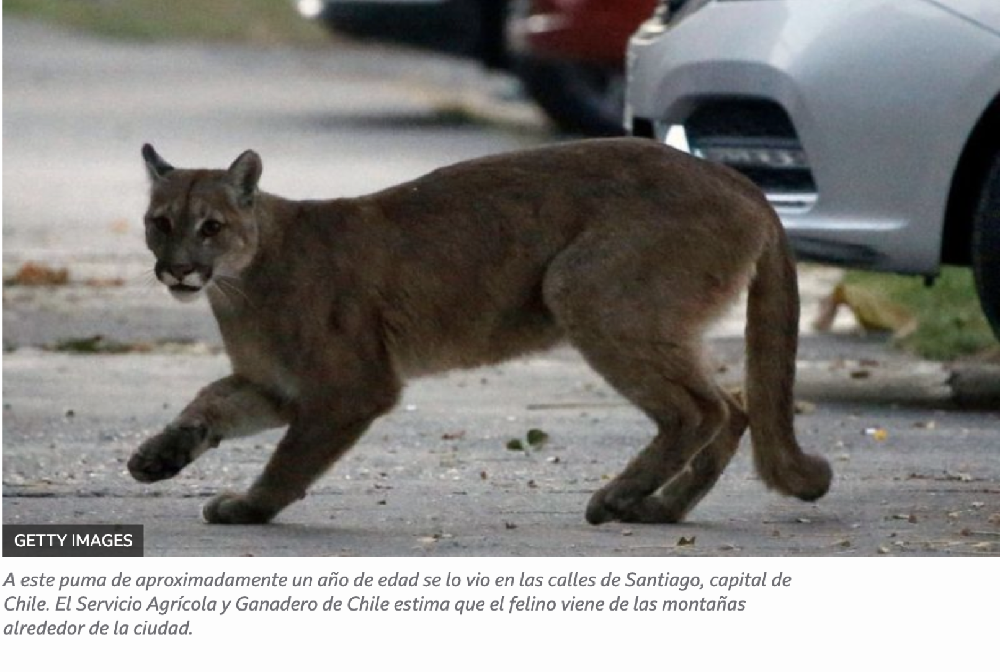 GETTY IMAGES
A este puma de aproximadamente un año de edad se lo vio en las calles de Santiago, capital de
Chile. El Servicio Agrícola y Ganadero de Chile estima que el felino viene de las montañas
alrededor de la ciudad.